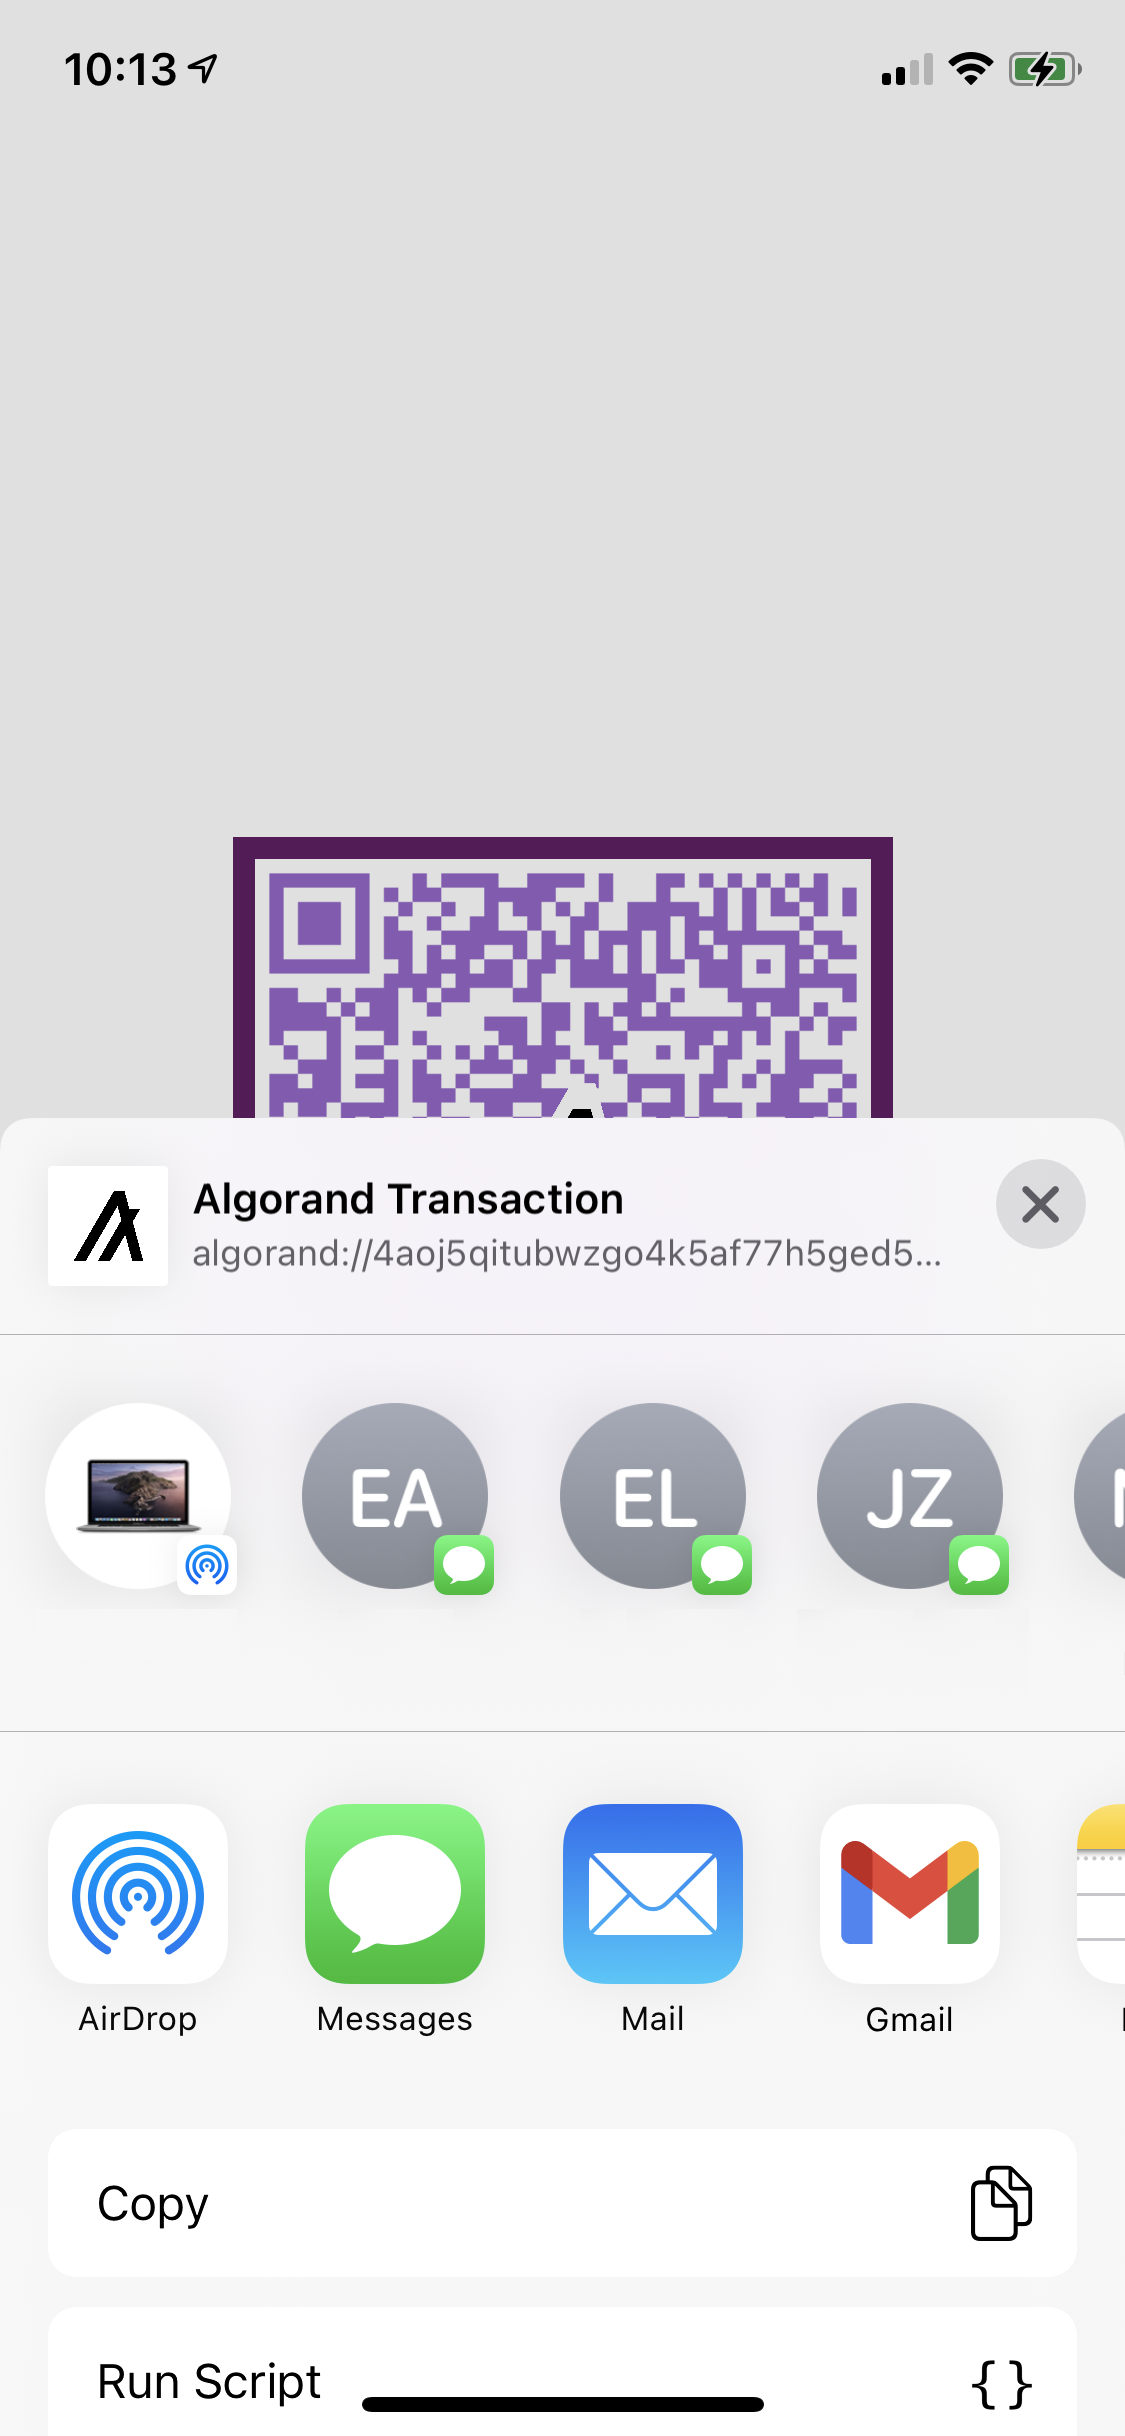 10:13
Algorand Transaction
algorand://4aoj5qitubwzgo4k5af77h5ged5...
EA
EL
JZ
AirDrop
Messages
Mail
Gmail
Copy
Run Script